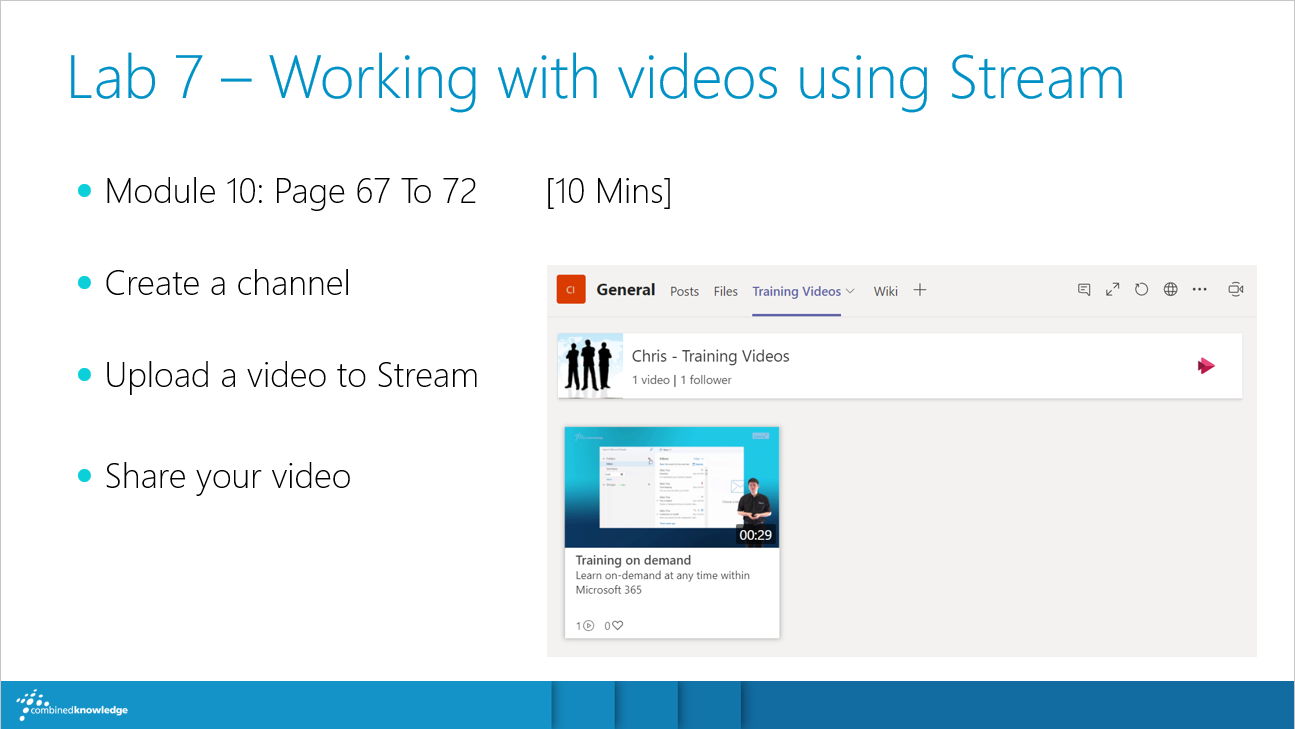 Lab 7 – Working with videos using Stream
Module 10: Page 67 To 72 [10 Mins]
Create a channel
Upload a video to Stream
Share your video
CI General Posts Files Training Videos Wiki
Chris - Training Videos
1 video | 1 follower
00:29
Training on demand
Learn on-demand at any time within
Microsoft 365
1 0
combinedknowledge